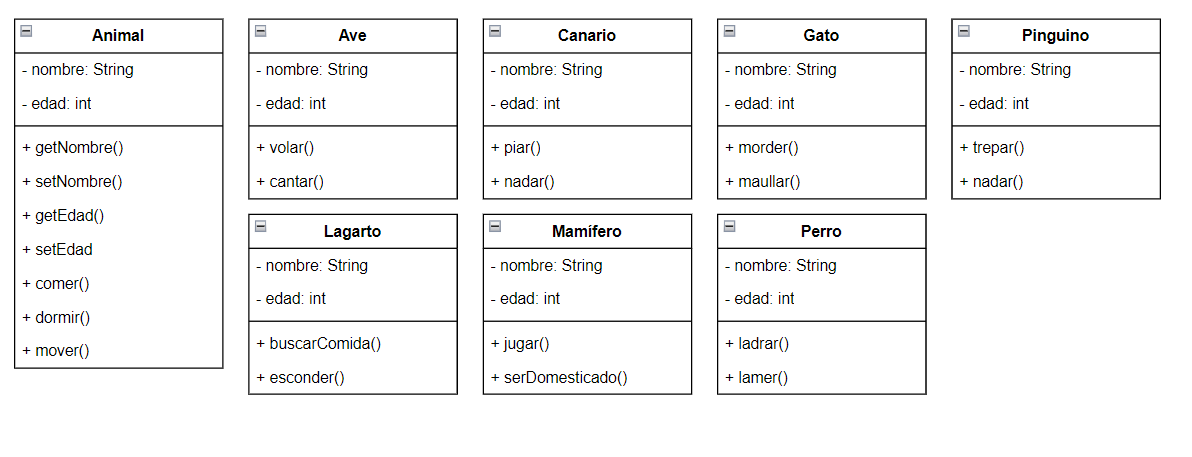 Animal
- nombre: String
- edad: int
+ getNombre()
+ setNombre()
+ getEdad()
+ setEdad
+ comer()
+ dormir()
+ mover()
Ave
- nombre: String
- edad: int
+ volar()
+ cantar()
Canario
- nombre: String
- edad: int
+ piar()
+ nadar()
Gato
- nombre: String
- edad: int
+ morder()
+ maullar()
Pinguino
- nombre: String
- edad: int
+ trepar()
+ nadar()
Lagarto
- nombre: String
- edad: int
+ buscarComida()
+ esconder()
Mamífero
- nombre: String
- edad: int
+ jugar()
+ serDomesticado()
Perro
- nombre: String
- edad: int
+ ladrar()
+ lamer()